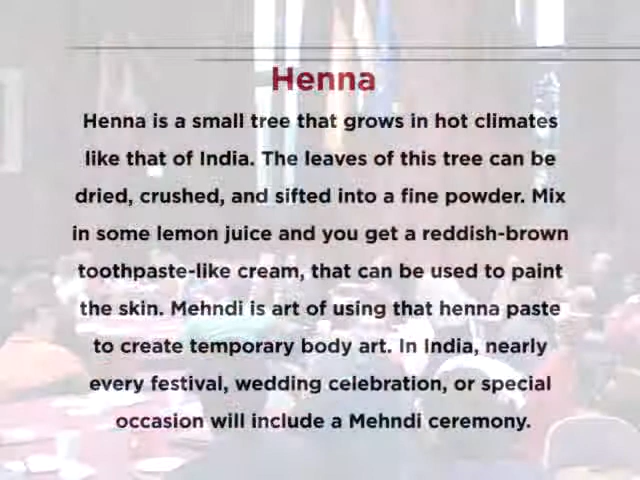 Henna
Henna is a small tree that grows in hot climates
like that of India. The leaves of this tree can be
dried, crushed, and sifted into a fine powder. Mix
in some lemon juice and you get a reddish-brown
toothpaste-like cream, that can be used to paint
the skin. Mehndi is art of using that henna paste
to create temporary body art. In India, nearly
every festival, wedding celebration, or special
occasion will include a Mehndi ceremony.